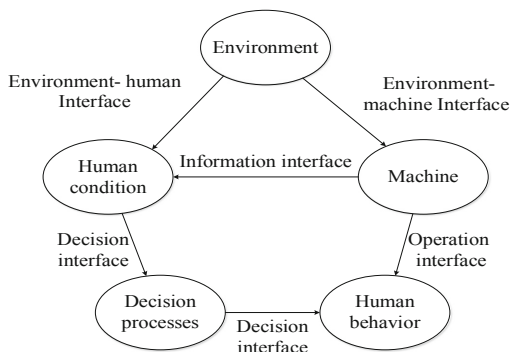 Environment
Environment- human
Interface
Environment-
machine Interface
Human
condition
Information interface
Machine
Decision
interface
Operation
interface
Decision
processes
Decision
interface
Human
behavior